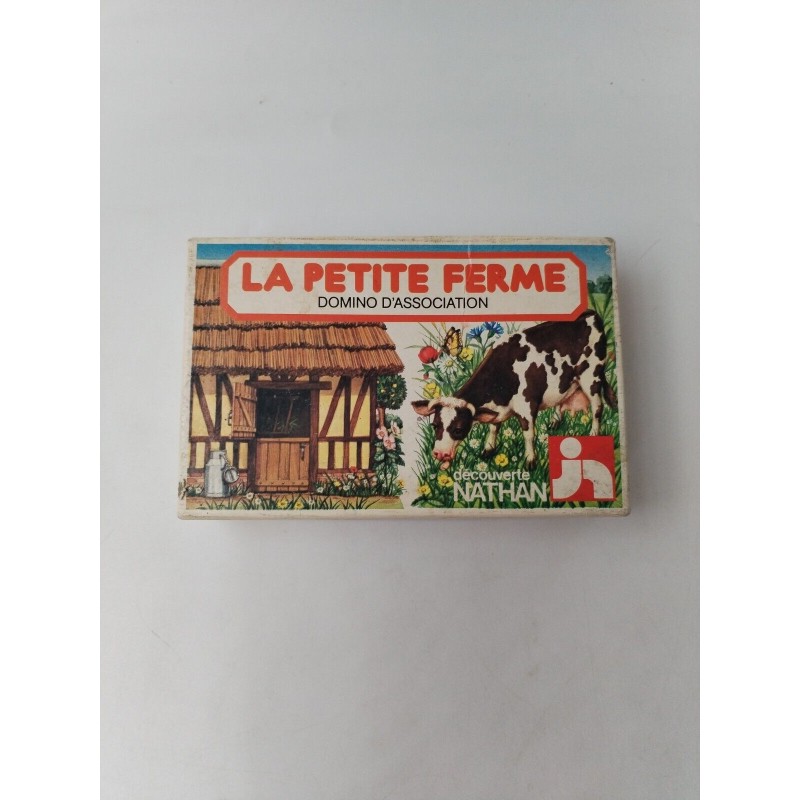 LA PETITE FERME
DOMINO D'ASSOCIATION
découverte
NATHAN